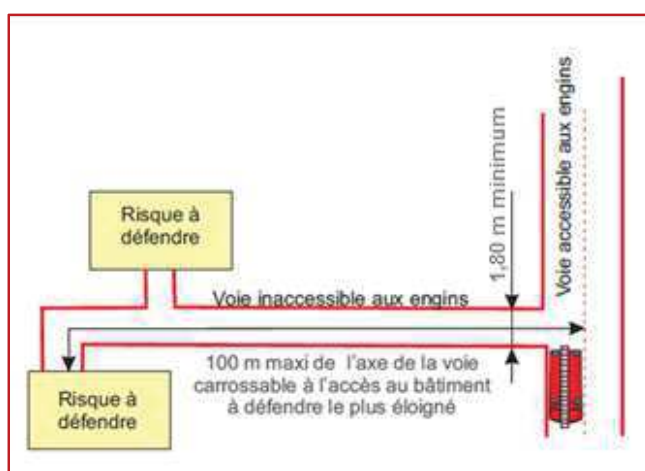 Risque à
défendre
Voie inaccessible aux engins
1,80 m minimum
Voie accessible aux engins
100 m maxi de l'axe de la voie
carrossable à l'accès au bâtiment
à défendre le plus éloigné
Risque à
défendre